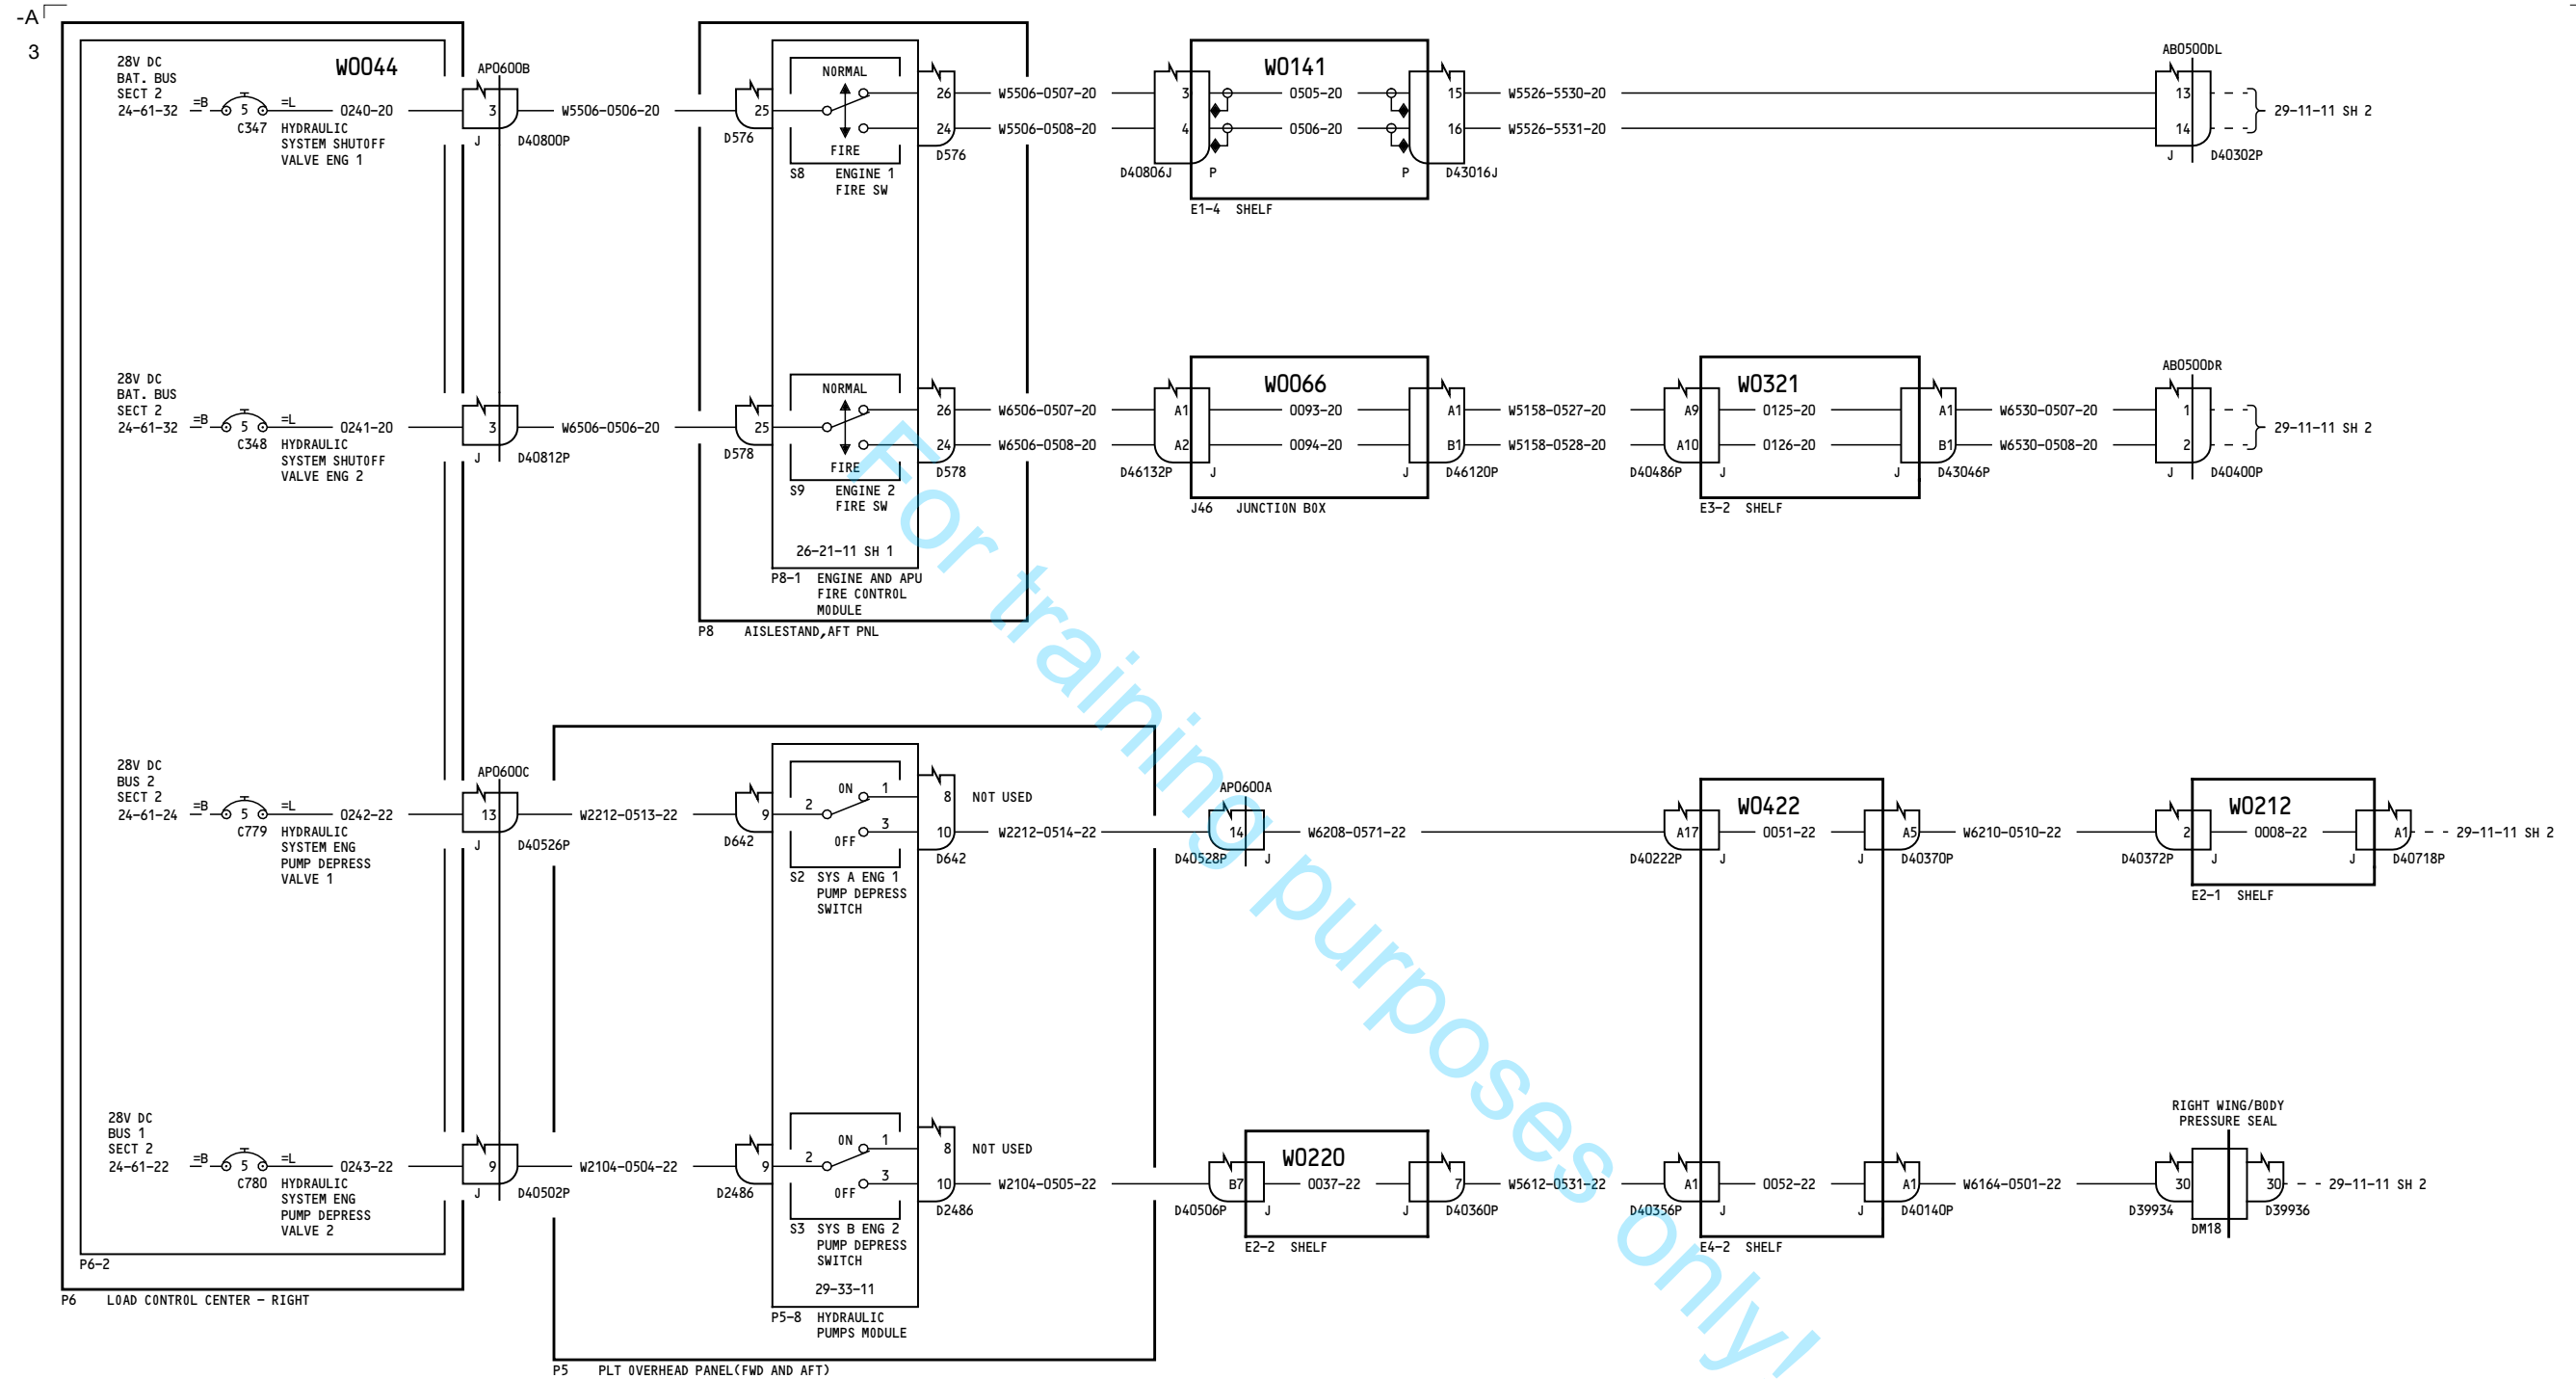 -A
3
28V DC
BAT. BUS
SECT 2
24-61-32
=B
5
=L
C347
HYDRAULIC
SYSTEM SHUTOFF
VALVE ENG 1
W0044
0240-20
AP0600B
3
J
D40800P
W5506-0506-20
25
D576
NORMAL
FIRE
S8
ENGINE 1
FIRE SW
26
24
D576
W5506-0507-20
W5506-0508-20
W0141
3
4
D40806J
P
0505-20
0506-20
P
15
16
D43016J
E1-4 SHELF
W5526-5530-20
W5526-5531-20
AB0500DL
13
14
J
D40302P
29-11-11 SH 2
28V DC
BAT. BUS
SECT 2
24-61-32
=B
5
=L
C348
HYDRAULIC
SYSTEM SHUTOFF
VALVE ENG 2
0241-20
3
J
D40812P
W6506-0506-20
25
D578
NORMAL
FIRE
S9
ENGINE 2
FIRE SW
26-21-11 SH 1
P8-1 ENGINE AND APU
FIRE CONTROL
MODULE
P8 AISLESTAND,AFT PNL
26
24
D578
W6506-0507-20
W6506-0508-20
W0066
A1
A2
D46132P
J
0093-20
0094-20
J
A1
B1
D46120P
J46 JUNCTION BOX
W5158-0527-20
W5158-0528-20
W0321
A9
A10
D40486P
J
0125-20
0126-20
J
A1
B1
D43046P
E3-2 SHELF
W6530-0507-20
W6530-0508-20
AB0500DR
1
2
J
D40400P
29-11-11 SH 2
28V DC
BUS 2
SECT 2
24-61-24
=B
5
=L
C779
HYDRAULIC
SYSTEM ENG
PUMP DEPRESS
VALVE 1
0242-22
AP0600C
13
J
D40526P
W2212-0513-22
9
D642
ON
1
2
3
OFF
S2 SYS A ENG 1
PUMP DEPRESS
SWITCH
8
10
D642
NOT USED
W2212-0514-22
AP0600A
14
D40528P
J
W6208-0571-22
W0422
A17
D40222P
J
0051-22
J
A5
D40370P
W6210-0510-22
W0212
2
D40372P
J
0008-22
J
A1
D40718P
E2-1 SHELF
29-11-11 SH 2
28V DC
BUS 1
SECT 2
24-61-22
=B
5
=L
C780
HYDRAULIC
SYSTEM ENG
PUMP DEPRESS
VALVE 2
0243-22
9
J
D40502P
W2104-0504-22
9
D2486
ON
1
2
3
OFF
S3 SYS B ENG 2
PUMP DEPRESS
SWITCH
29-33-11
P5-8 HYDRAULIC
PUMPS MODULE
8
10
D2486
NOT USED
W2104-0505-22
W0220
B7
D40506P
J
0037-22
J
7
D40360P
E2-2 SHELF
W5612-0531-22
A1
D40356P
J
0052-22
J
A1
D40140P
E4-2 SHELF
W6164-0501-22
RIGHT WING/BODY
PRESSURE SEAL
30
D39934
DM18
30
D39936
29-11-11 SH 2
P6-2
P6 LOAD CONTROL CENTER - RIGHT
P5 PLT OVERHEAD PANEL(FWD AND AFT)
For training purposes only!